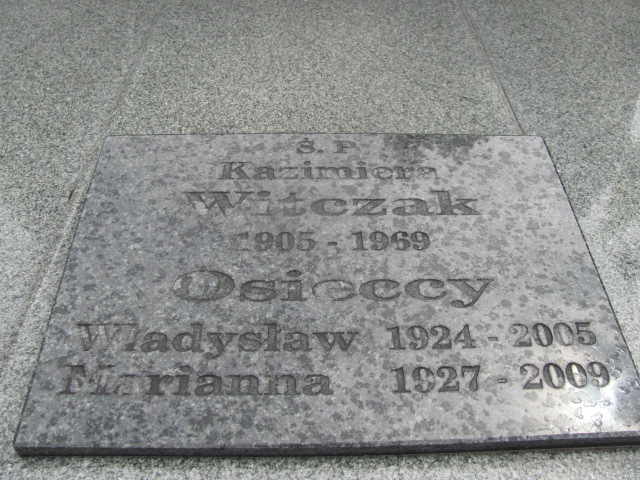 Ś. P.
Kazimiera
Witczak
1905 - 1969
Osieccy
Władysław 1924 - 2005
Marianna 1927 - 2009